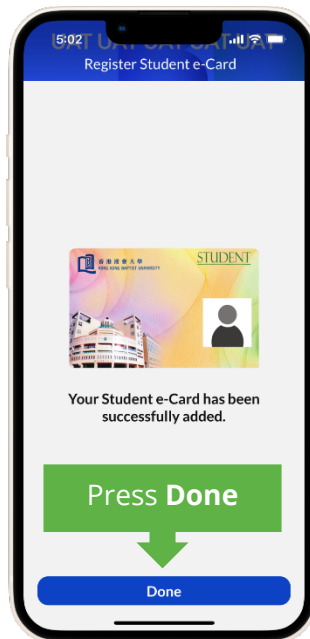 UAT UAT UAT UAT UAT
5:02
Register Student e-Card
香港浸會大學
HONG KONG BAPTIST UNIVERSITY
STUDENT
Your Student e-Card has been
successfully added.
Press Done
Done